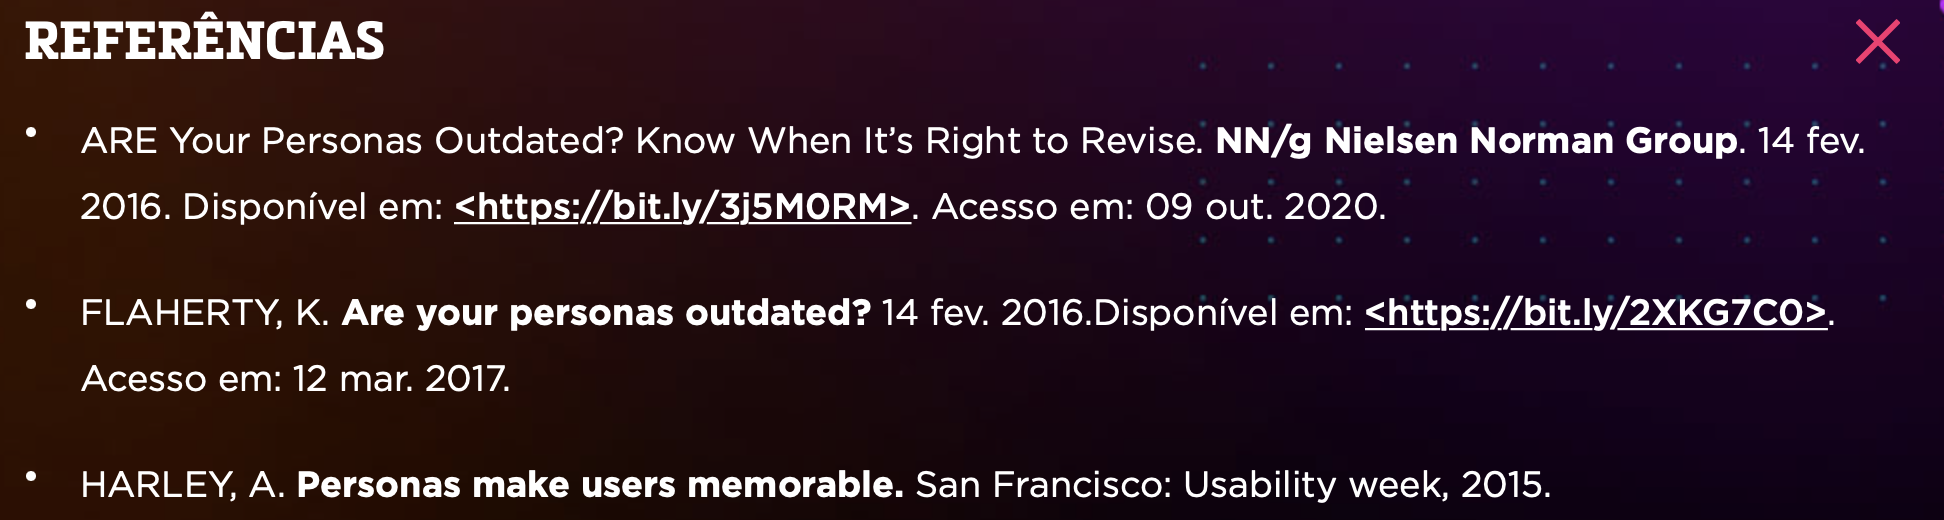 REFERÊNCIAS
• ARE Your Personas Outdated? Know When It’s Right to Revise. NN/g Nielsen Norman Group. 14 fev.
2016. Disponível em: <https://bit.ly/3j5M0RM>. Acesso em: 09 out. 2020.
• FLAHERTY, K. Are your personas outdated? 14 fev. 2016.Disponível em: <https://bit.ly/2XKG7C0>.
Acesso em: 12 mar. 2017.
• HARLEY, A. Personas make users memorable. San Francisco: Usability week, 2015.